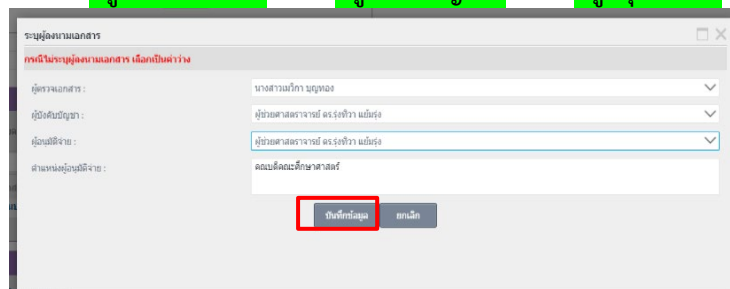 ระบุผู้ลงนามเอกสาร
กรณีไม่ระบุผู้ลงนามเอกสาร เลือกเป็นค่าว่าง
ผู้ตรวจเอกสาร : นางสาวเมวิกา บุญทอง
ผู้บังคับบัญชา : ผู้ช่วยศาสตราจารย์ ดร.รุ่งทิวา แย้มรุ่ง
ผู้อนุมัติจ่าย : ผู้ช่วยศาสตราจารย์ ดร.รุ่งทิวา แย้มรุ่ง
ตำแหน่งผู้อนุมัติจ่าย : คณบดีคณะศึกษาศาสตร์
บันทึกข้อมูล ยกเลิก